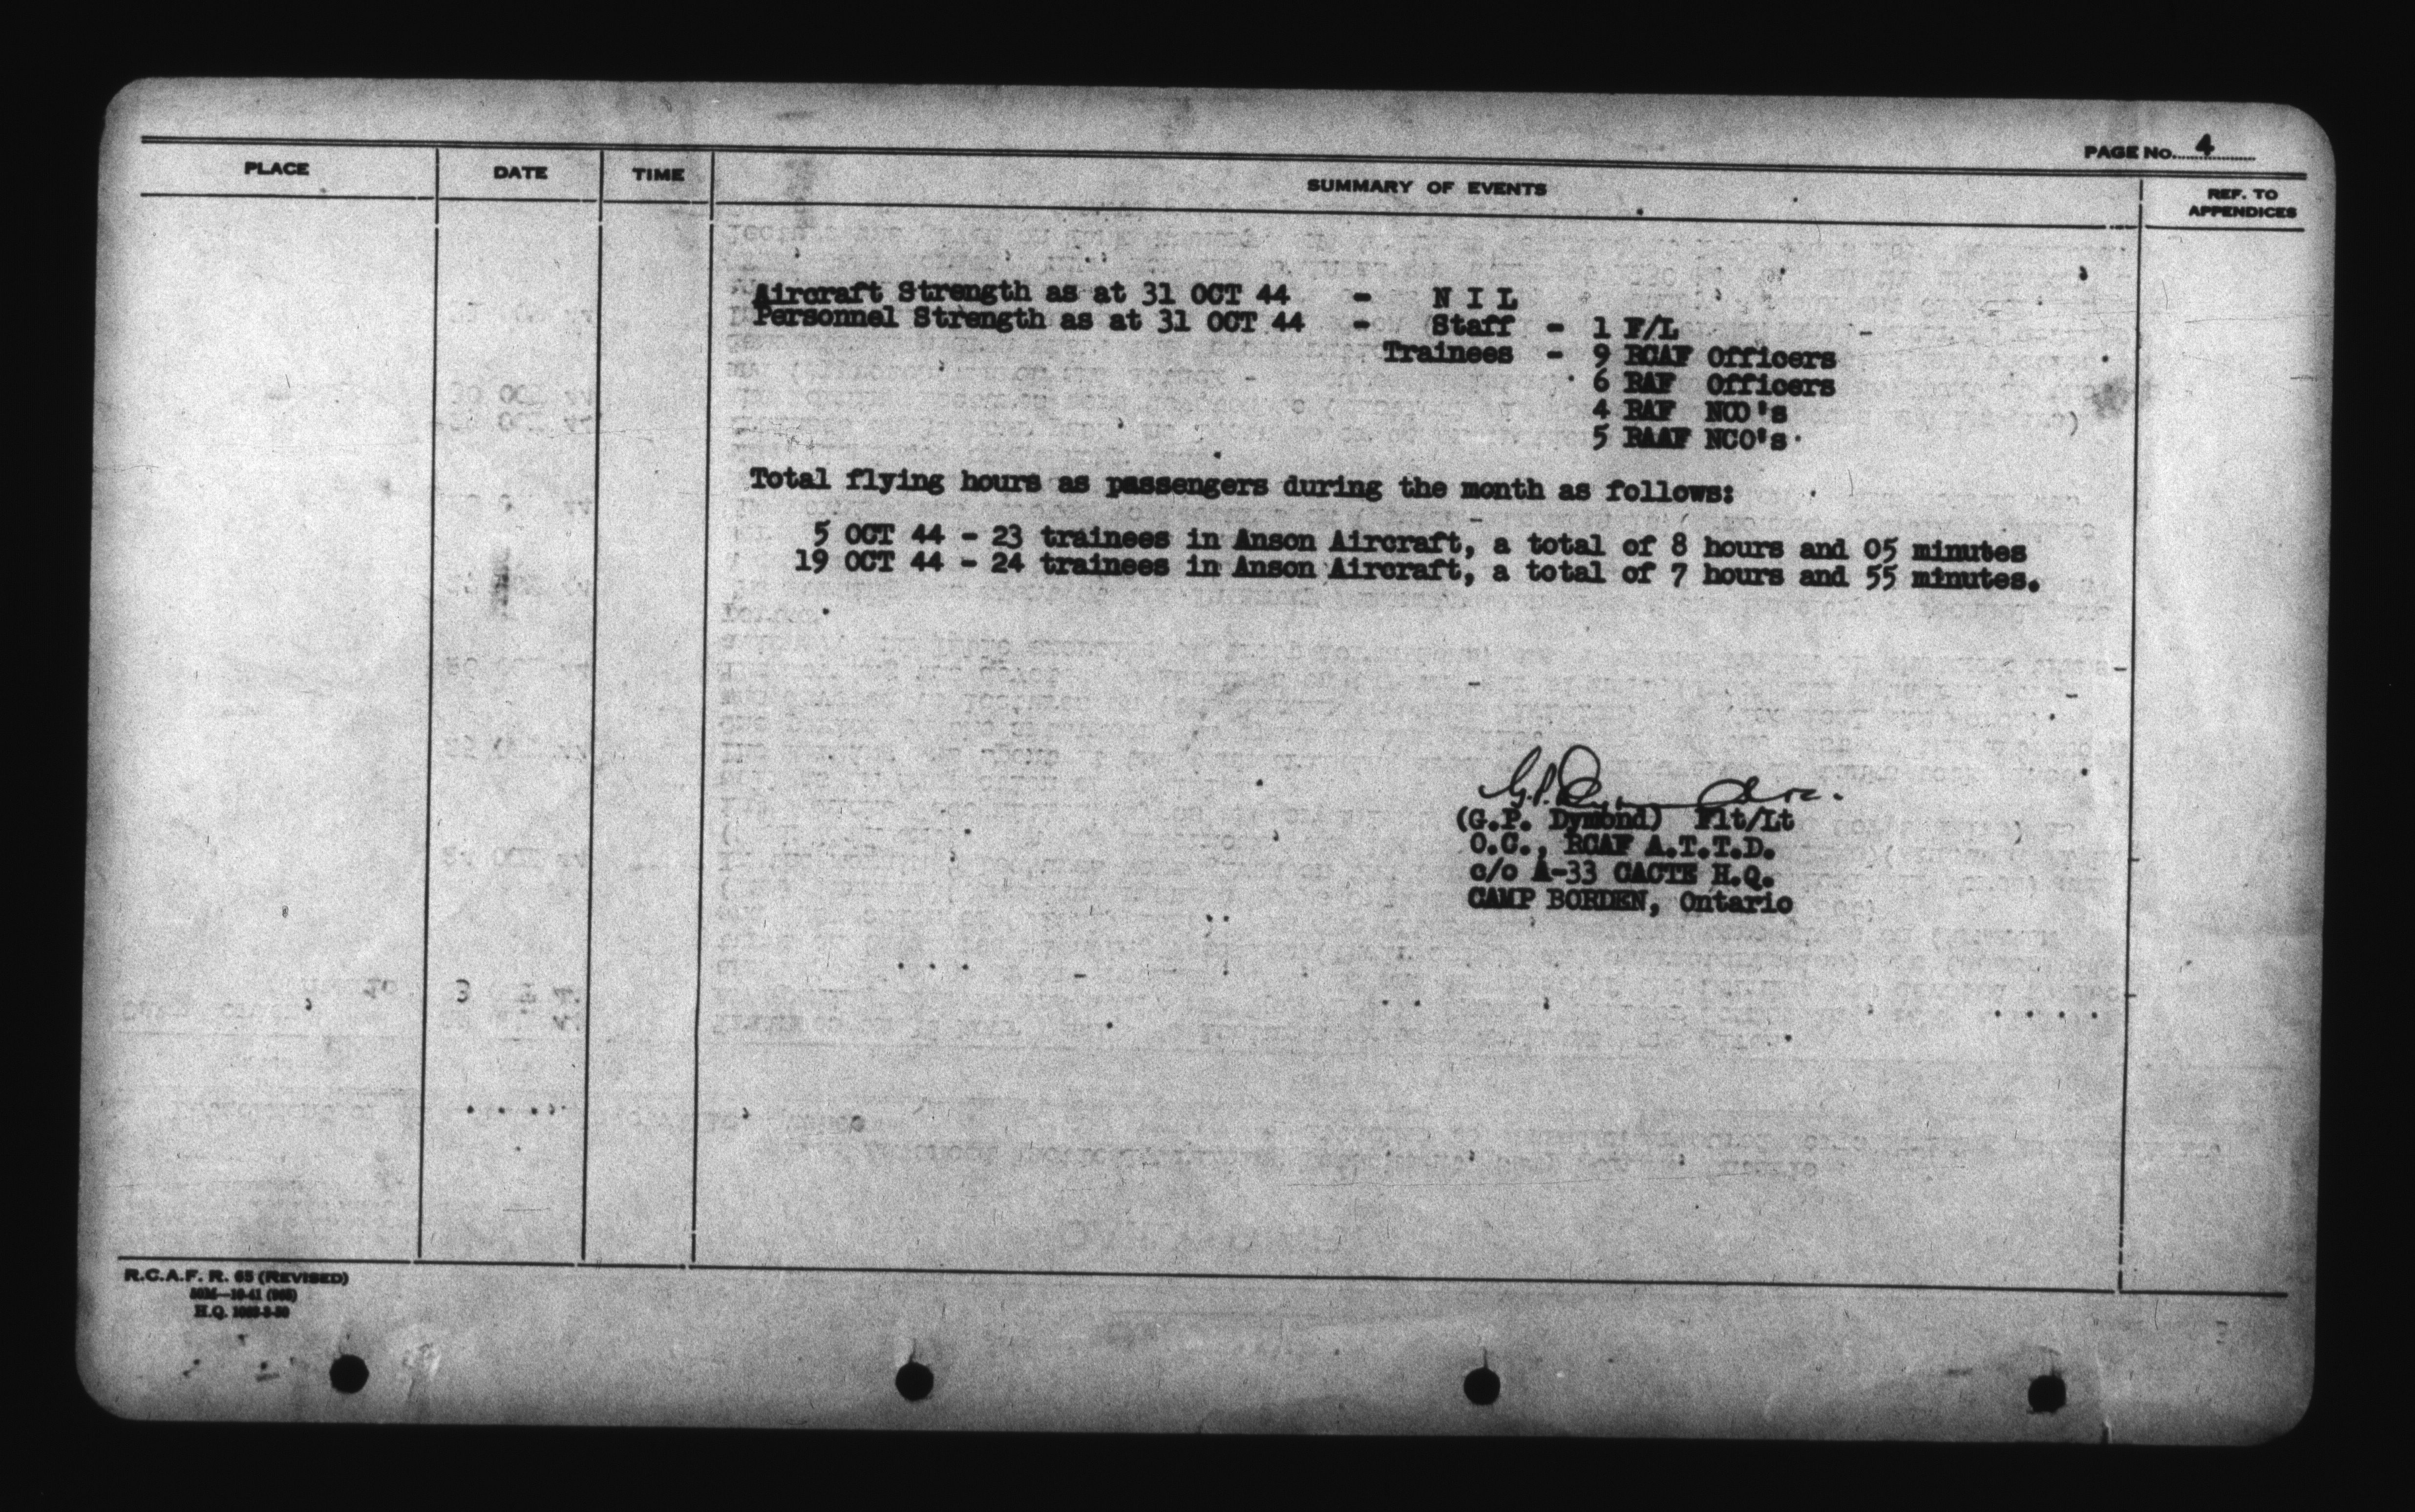 PAGE No. 4
PLACE DATE TIME SUMMARY OF EVENTS REF. TO APPENDICES
Aircraft Strength as at 31 OCT 44 - N I L
Personnel Strength as at 31 OCT 44 - Staff - 1 F/L
Trainees - 9 RCAF Officers
6 RAF Officers
4 RAF NCO's
5 RAAF NCO's
Total flying hours as passengers during the month as follows:
5 OCT 44 - 23 trainees in Anson Aircraft, a total of 8 hours and 05 minutes
19 OCT 44 - 24 trainees in Anson Aircraft, a total of 7 hours and 55 minutes.
G.P. Dymond
(G.P. Dymond) Flt/Lt
O.C., RCAF A.T.T.D.
c/o A-33 CACTE H.Q.
CAMP BORDEN, Ontario
R.C.A.F. R. 65 (REVISED)
H.Q.